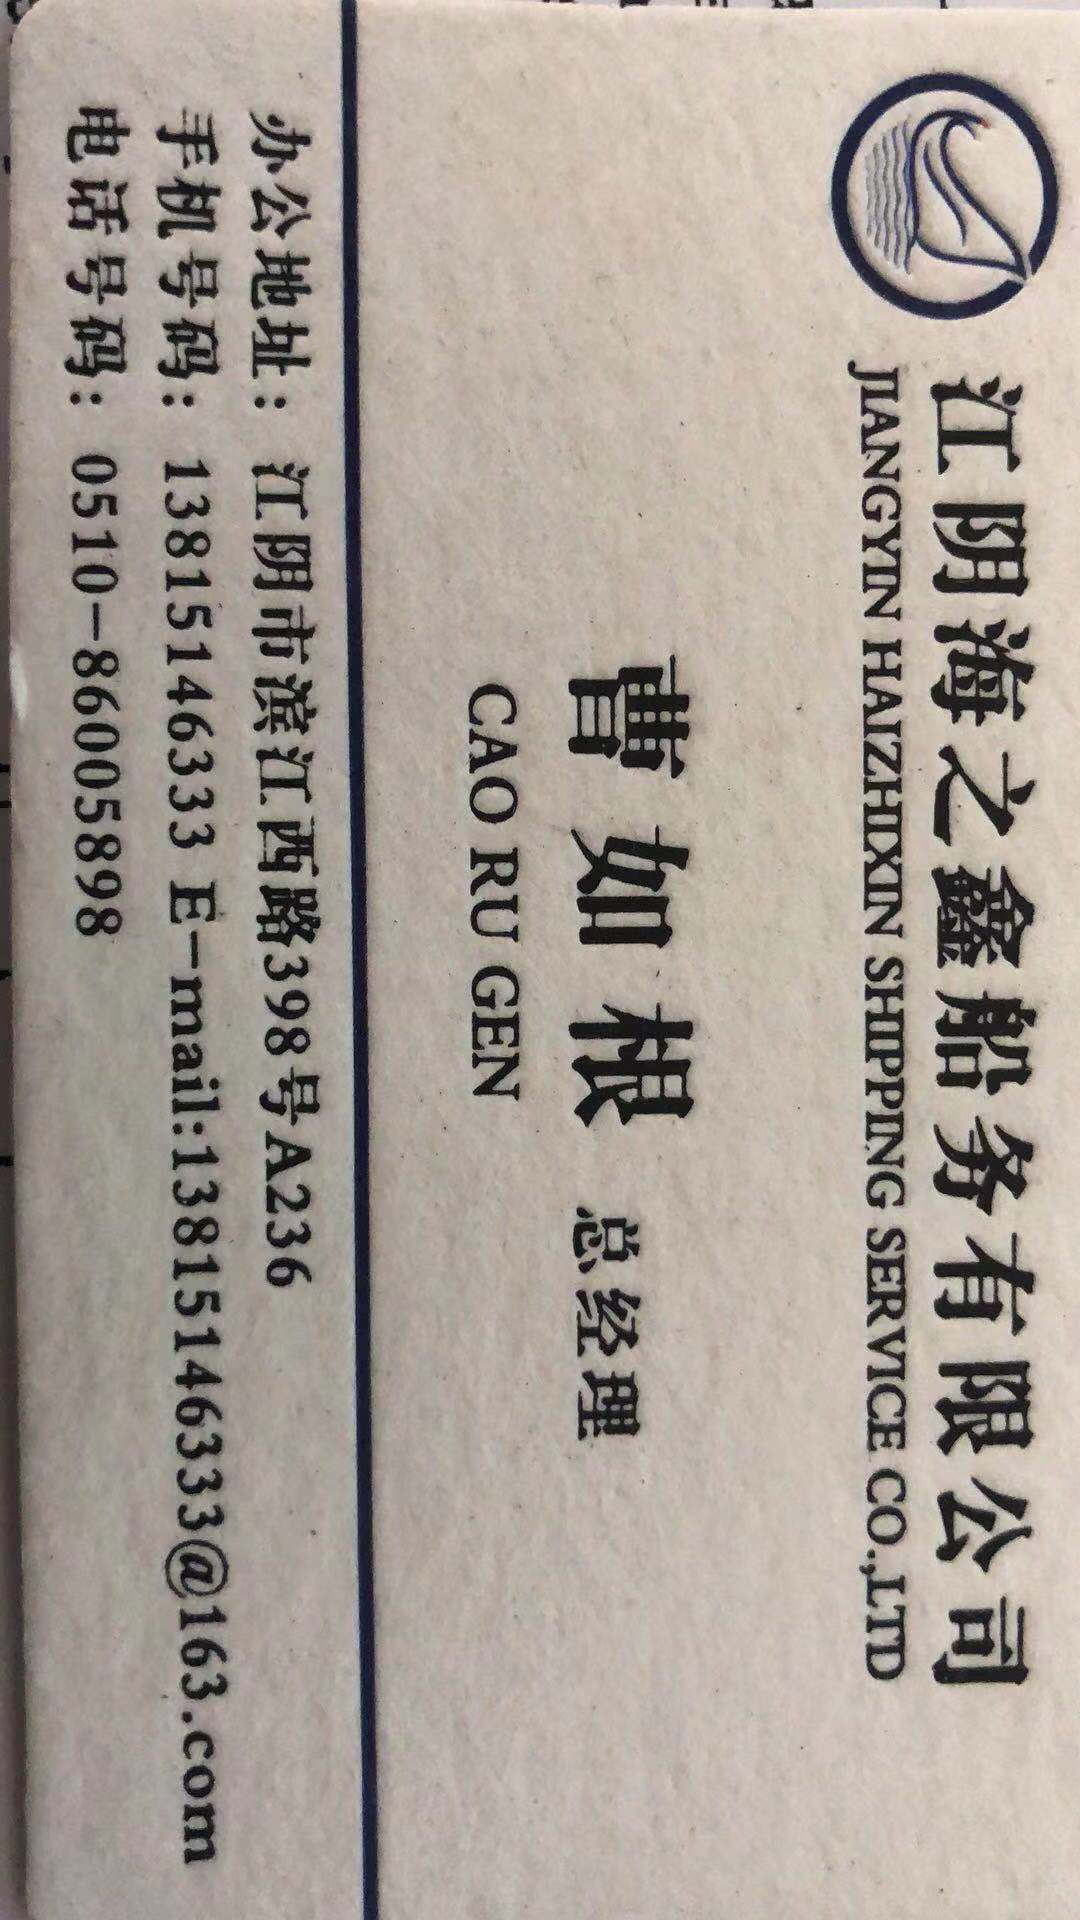 江阴海之鑫船务有限公司
JIANGYIN HAIZHIXIN SHIPPING SERVICE CO.,LTD
曹如根 总经理
CAO RU GEN
办公地址：江阴市滨江西路398号A236
手机号码：13815146333 E-mail:13815146333@163.com
电话号码：0510-86005898